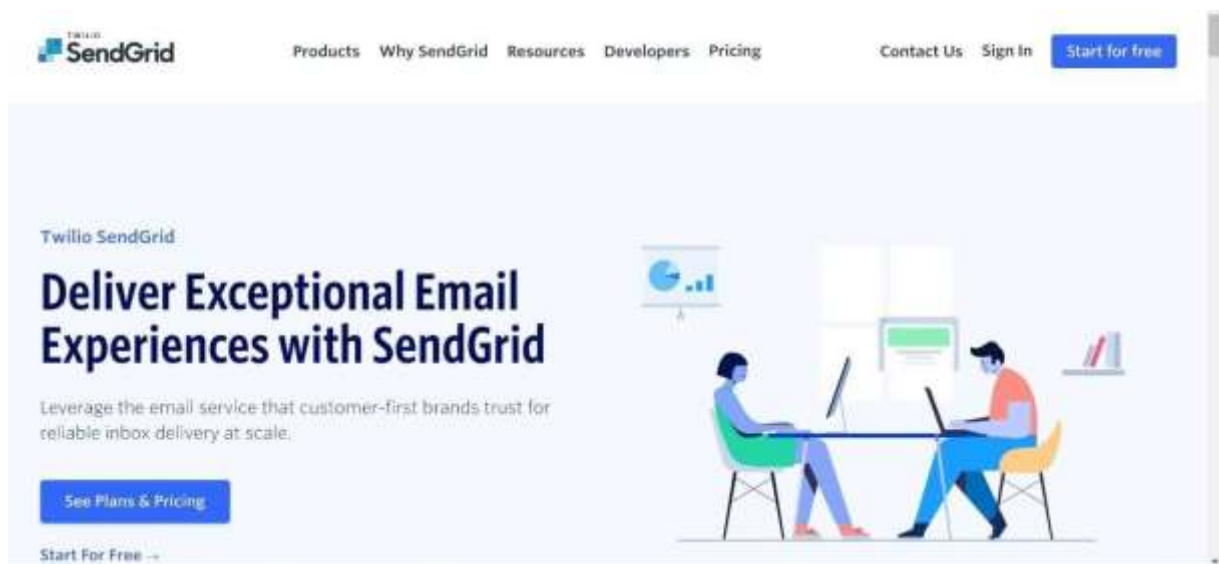 TWILIO
SendGrid
Products Why SendGrid Resources Developers Pricing
Contact Us Sign In Start for free
Twilio SendGrid
Deliver Exceptional Email
Experiences with SendGrid
Leverage the email service that customer-first brands trust for
reliable inbox delivery at scale.
See Plans & Pricing
Start For Free →